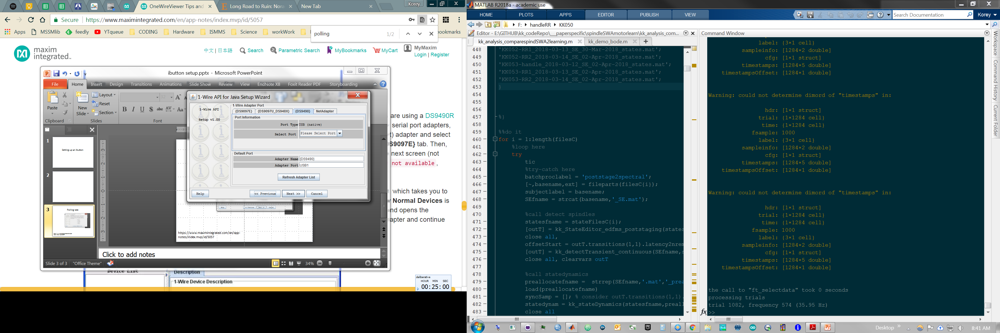 OneWireViewer Tips and
Long Road to Ruin: Nora
New Tab
Korey
Secure
https://www.maximintegrated.com/en/app-notes/index.mvp/id/5057
Apps
MSSMlib
feedly
YTqueue
CODING
Hardware
ISMMS
Science
workWork
bookmarks
polling
1/2
maxim
integrated™
中文 | 日本語
Search
Parametric Search
MyBookmarks
MyCart
MyMaxim
Login | Register
ibutton setup.pptx - Microsoft PowerPoint
File
Home
Insert
Design
Transitions
Animations
Slide Show
Review
View
EndNote X8
Foxit Reader PDF
Storyboarding
Paste
New
Slide
Layout
Reset
Section
Clipboard
Slides
Font
1
Setting up an ibutton
2
3
Polling rate
1-Wire API for Java Setup Wizard
1-Wire API
Setup v1.00
1-Wire Adapter Port
{DS9097E}
{DS9097U_DS948X}
{DS9490}
NetAdapter
Port Information
Port Type
USB (native)
Select Port
Please Select Port
Default Port
Adapter Name
{DS9490}
Adapter Port
USB1
Refresh Adapter List
Help
<< Previous
Next >>
Cancel
https://www.maximintegrated.com/en/app-
notes/index.mvp/id/5057
Click to add notes
Slide 3 of 3
"Office Theme"
34%
are using a DS9490R
serial port adapters,
t) adapter and select
S9097E} tab. Then,
next screen (not
not available,
which takes you to
Normal Devices is
nd opens the
apter and continue
Device List
Description
1-Wire Device Description
deliberative
HOUR MIN SEC
00:25:00
MATLAB R2018a - academic use
HOME
PLOTS
APPS
EDITOR
PUBLISH
VIEW
Search Documentation
Korey
F:
handleRR
KK050
Editor - E:\GITHUB\kk_codeRepo\___paperspecific\spindleSWAmotorlearn\kk_analysis_com...
kk_analysis_comparespindSWA2learning.m
kk_demo_bode.m
448 'KK052-RR1_2018-03-13_SE_30-Mar-2018_states.mat';
449 'KK052-RR2_2018-03-14_SE_02-Apr-2018_states.mat';
450 'KK053-handle_2018-03-12_SE_02-Apr-2018_states.mat';
451 'KK053-RR1_2018-03-13_SE_02-Apr-2018_states.mat';
452 'KK053-RR2_2018-03-14_SE_02-Apr-2018_states.mat';
453 }
454
455
456
457 %}
458
459 %%do it
460 for i = 1:length(filesC)
461 %loop here
462 try
463 tic
464 %try-catch here
465 batchproclabel = 'poststage2spectral';
466 [~,basename,ext] = fileparts(filesC{i});
467 subjectlabel = basename;
468 SEfname = strcat(basename,'_SE.mat');
469
470 %call detect spindles
471 statesfname = stateFilesC{i};
472 [outT] = kk_StateEditor_edfms_poststaging(states
473 close all,
474 offsetStart = outT.transitions(1,1).latency2nrem
475 [outT] = kk_detectTransient_continuous(SEfname,s
476 close all, clearvars outT
477
478 %call statedynamics
479 preallocatefname = strrep(SEfname,'.mat','_prea
480 load(preallocatefname)
481 syncSamp = []; % consider outT.transitions(1,1).
482 statedynam = kk_stateDynamics(statesfname,preall
483 close all
Command Window
label: {3×1 cell}
sampleinfo: [1284×2 double]
cfg: [1×1 struct]
timestamps: [1284×5 double]
timestampsOffset: [1284×1 double]
Warning: could not determine dimord of "timestamps" in:
hdr: [1×1 struct]
trial: {1×1284 cell}
time: {1×1284 cell}
fsample: 1000
label: {3×1 cell}
sampleinfo: [1284×2 double]
cfg: [1×1 struct]
timestamps: [1284×5 double]
timestampsOffset: [1284×1 double]
Warning: could not determine dimord of "timestamps" in:
hdr: [1×1 struct]
trial: {1×1284 cell}
time: {1×1284 cell}
fsample: 1000
label: {3×1 cell}
sampleinfo: [1284×2 double]
cfg: [1×1 struct]
timestamps: [1284×5 double]
timestampsOffset: [1284×1 double]
the call to "ft_selectdata" took 0 seconds
processing trials
trial 1082, frequency 574 (35.95 Hz)
fx >>
Workspace
Command History
Current Folder
Desktop
8:41 AM